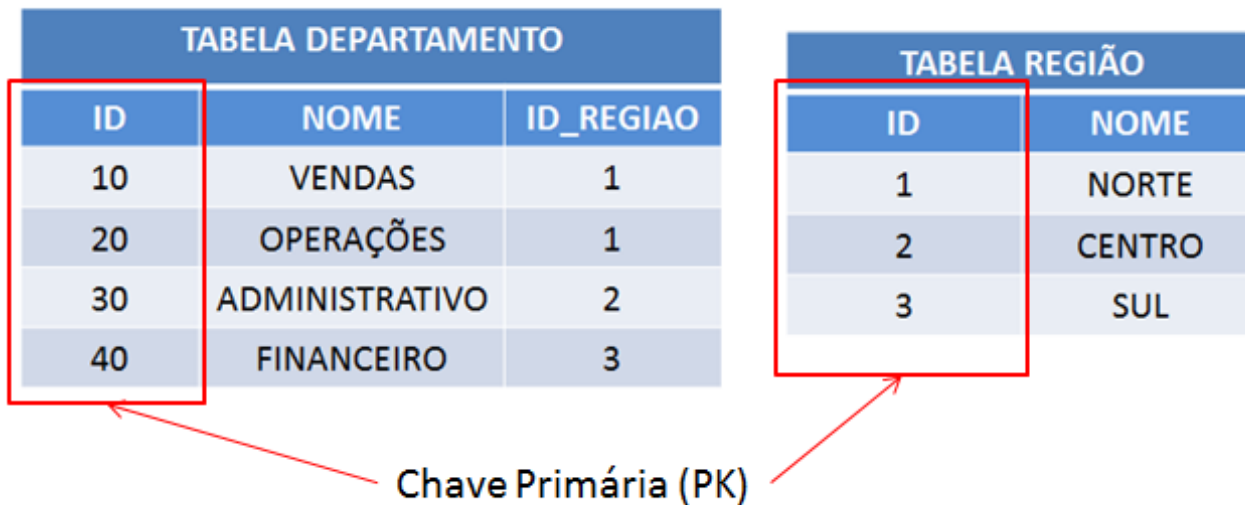 TABELA DEPARTAMENTO
ID NOME ID_REGIAO
10 VENDAS 1
20 OPERAÇÕES 1
30 ADMINISTRATIVO 2
40 FINANCEIRO 3
TABELA REGIÃO
ID NOME
1 NORTE
2 CENTRO
3 SUL
Chave Primária (PK)